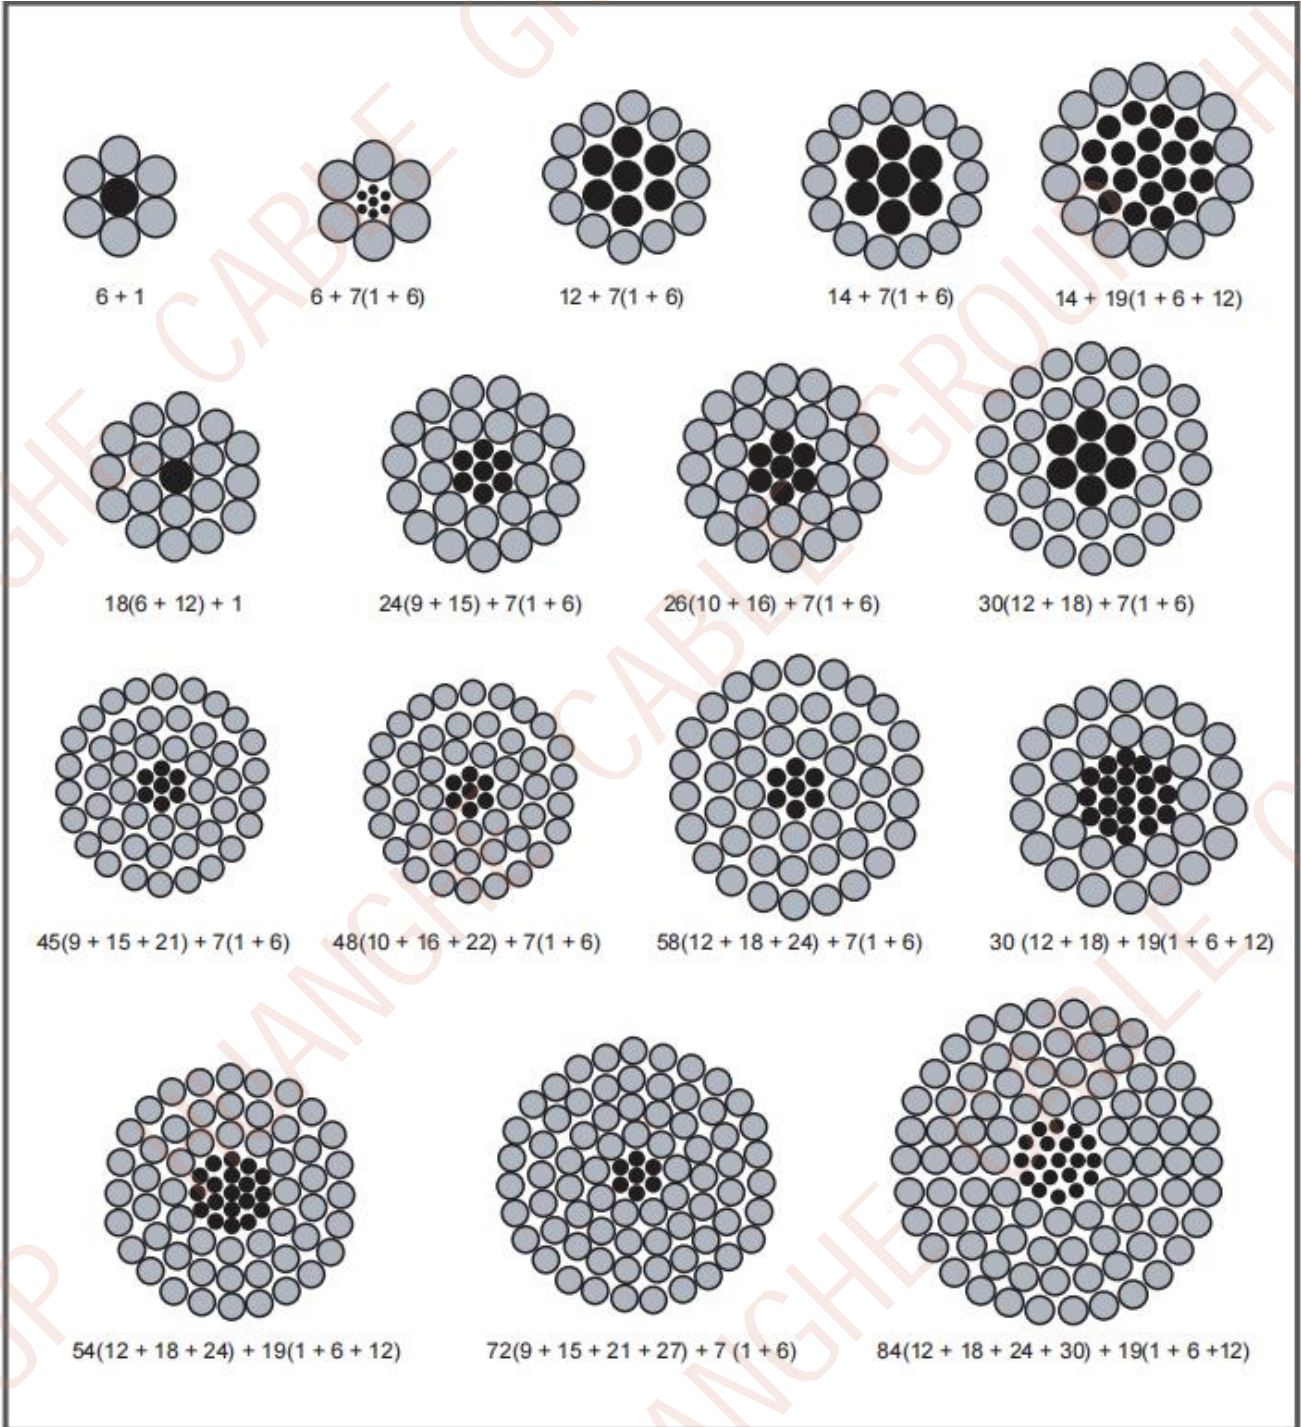 6 + 1
6 + 7(1 + 6)
12 + 7(1 + 6)
14 + 7(1 + 6)
14 + 19(1 + 6 + 12)
18(6 + 12) + 1
24(9 + 15) + 7(1 + 6)
26(10 + 16) + 7(1 + 6)
30(12 + 18) + 7(1 + 6)
45(9 + 15 + 21) + 7(1 + 6)
48(10 + 16 + 22) + 7(1 + 6)
58(12 + 18 + 24) + 7(1 + 6)
30 (12 + 18) + 19(1 + 6 + 12)
54(12 + 18 + 24) + 19(1 + 6 + 12)
72(9 + 15 + 21 + 27) + 7 (1 + 6)
84(12 + 18 + 24 + 30) + 19(1 + 6 +12)